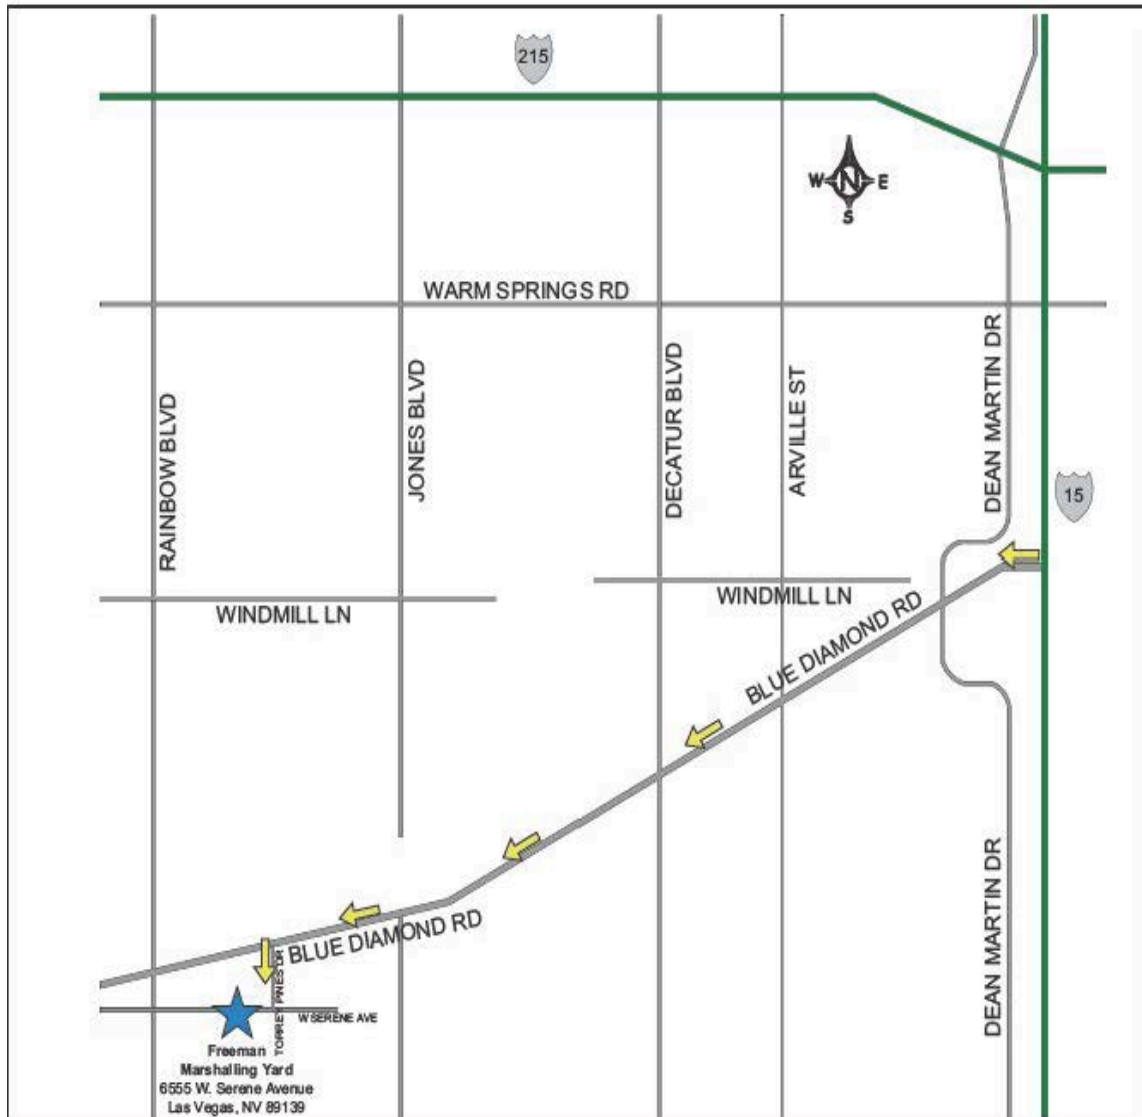 215
N
W
E
S
WARM SPRINGS RD
RAINBOW BLVD
JONES BLVD
DECATUR BLVD
ARVILLE ST
DEAN MARTIN DR
15
WINDMILL LN
WINDMILL LN
BLUE DIAMOND RD
BLUE DIAMOND RD
DEAN MARTIN DR
TORREY PINES DR
W SERENE AVE
Freeman
Marshalling Yard
6555 W. Serene Avenue
Las Vegas, NV 89139